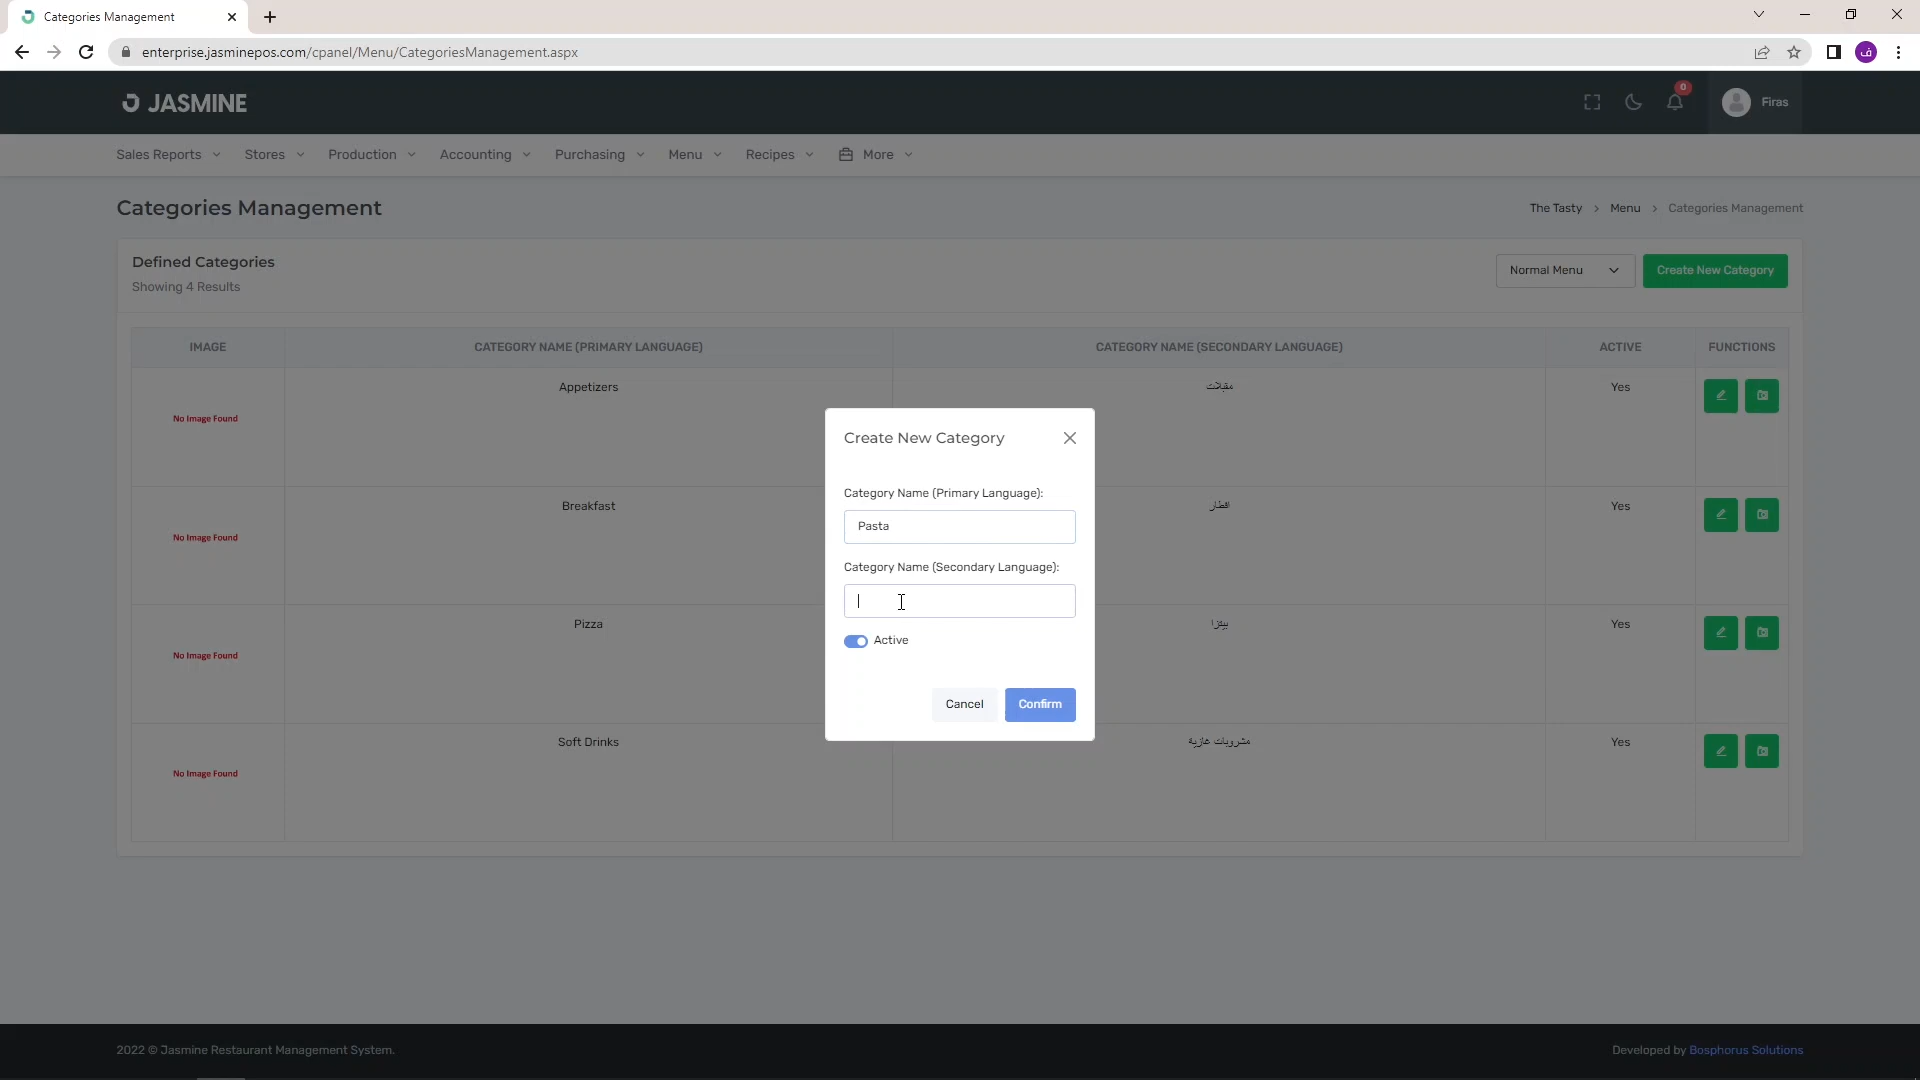 Categories Management
enterprise.jasminepos.com/cpanel/Menu/CategoriesManagement.aspx
ف
JASMINE
0
Firas
Sales Reports Stores Production Accounting Purchasing Menu Recipes More
Categories Management
The Tasty > Menu > Categories Management
Defined Categories
Showing 4 Results
Normal Menu
Create New Category
IMAGE CATEGORY NAME (PRIMARY LANGUAGE) CATEGORY NAME (SECONDARY LANGUAGE) ACTIVE FUNCTIONS
No Image Found Appetizers مقبلات Yes
No Image Found Breakfast افطار Yes
No Image Found Pizza بيتزا Yes
No Image Found Soft Drinks مشروبات غازية Yes
Create New Category
Category Name (Primary Language):
Pasta
Category Name (Secondary Language):
Active
Cancel Confirm
2022 © Jasmine Restaurant Management System.
Developed by Bosphorus Solutions